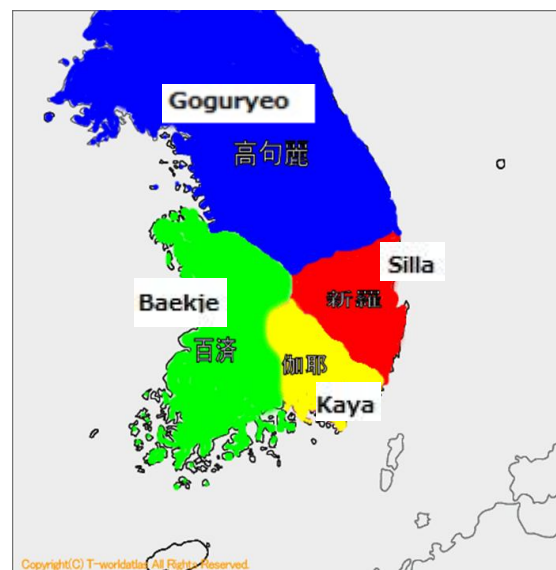 Goguryeo
高句麗
Silla
新羅
Baekje
百済
伽耶
Kaya
Copyright(C) T-worldatlas All Rights Reserved.